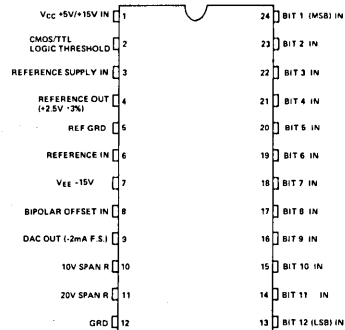 VCC +5V/+15V IN 1
CMOS/TTL
LOGIC THRESHOLD 2
REFERENCE SUPPLY IN 3
REFERENCE OUT
(+2.5V ·3%) 4
REF GRD 5
REFERENCE IN 6
VEE -15V 7
BIPOLAR OFFSET IN 8
DAC OUT (-2mA F.S.) 9
10V SPAN R 10
20V SPAN R 11
GRD 12
24 BIT 1 (MSB) IN
23 BIT 2 IN
22 BIT 3 IN
21 BIT 4 IN
20 BIT 5 IN
19 BIT 6 IN
18 BIT 7 IN
17 BIT 8 IN
16 BIT 9 IN
15 BIT 10 IN
14 BIT 11 IN
13 BIT 12 (LSB) IN